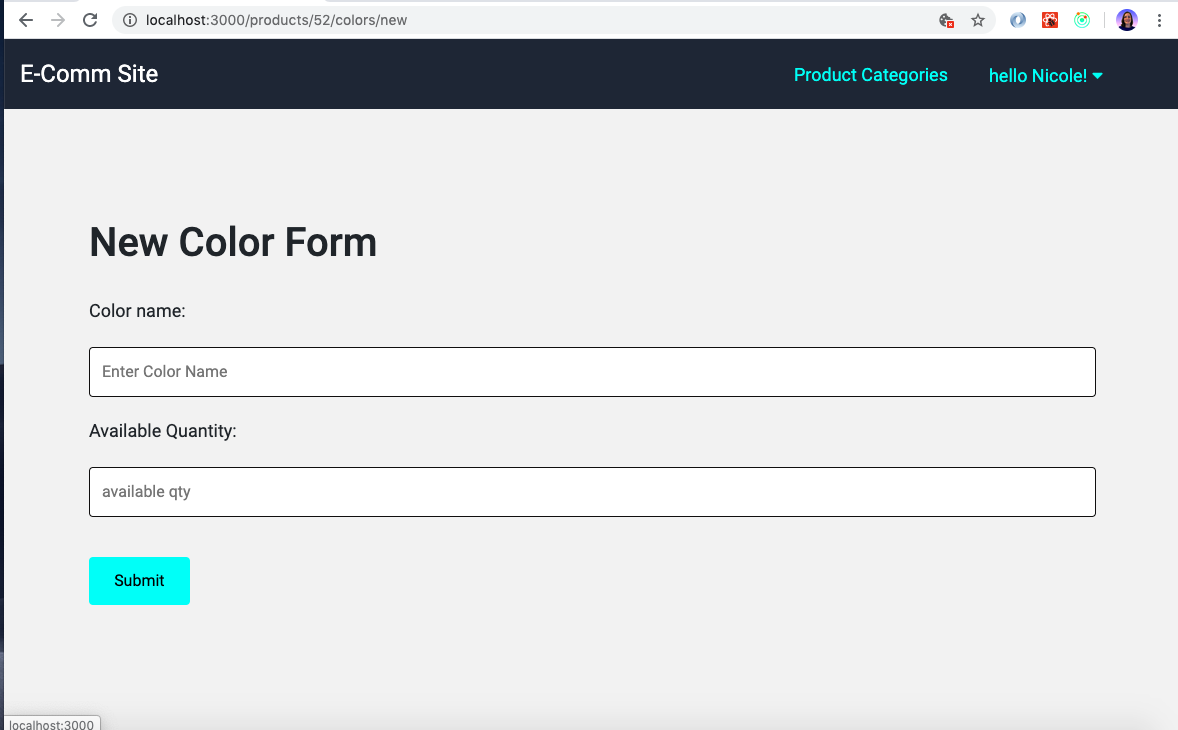 localhost:3000/products/52/colors/new
E-Comm Site Product Categories hello Nicole!
New Color Form
Color name:
Enter Color Name
Available Quantity:
available qty
Submit
localhost:3000